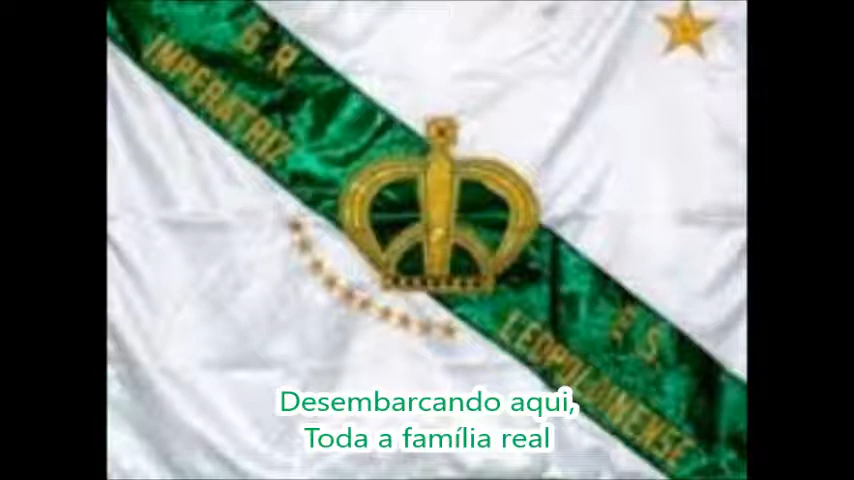 G.R.
IMPERATRIZ
E.S.
LEOPOLDINENSE
Desembarcando aqui,
Toda a família real